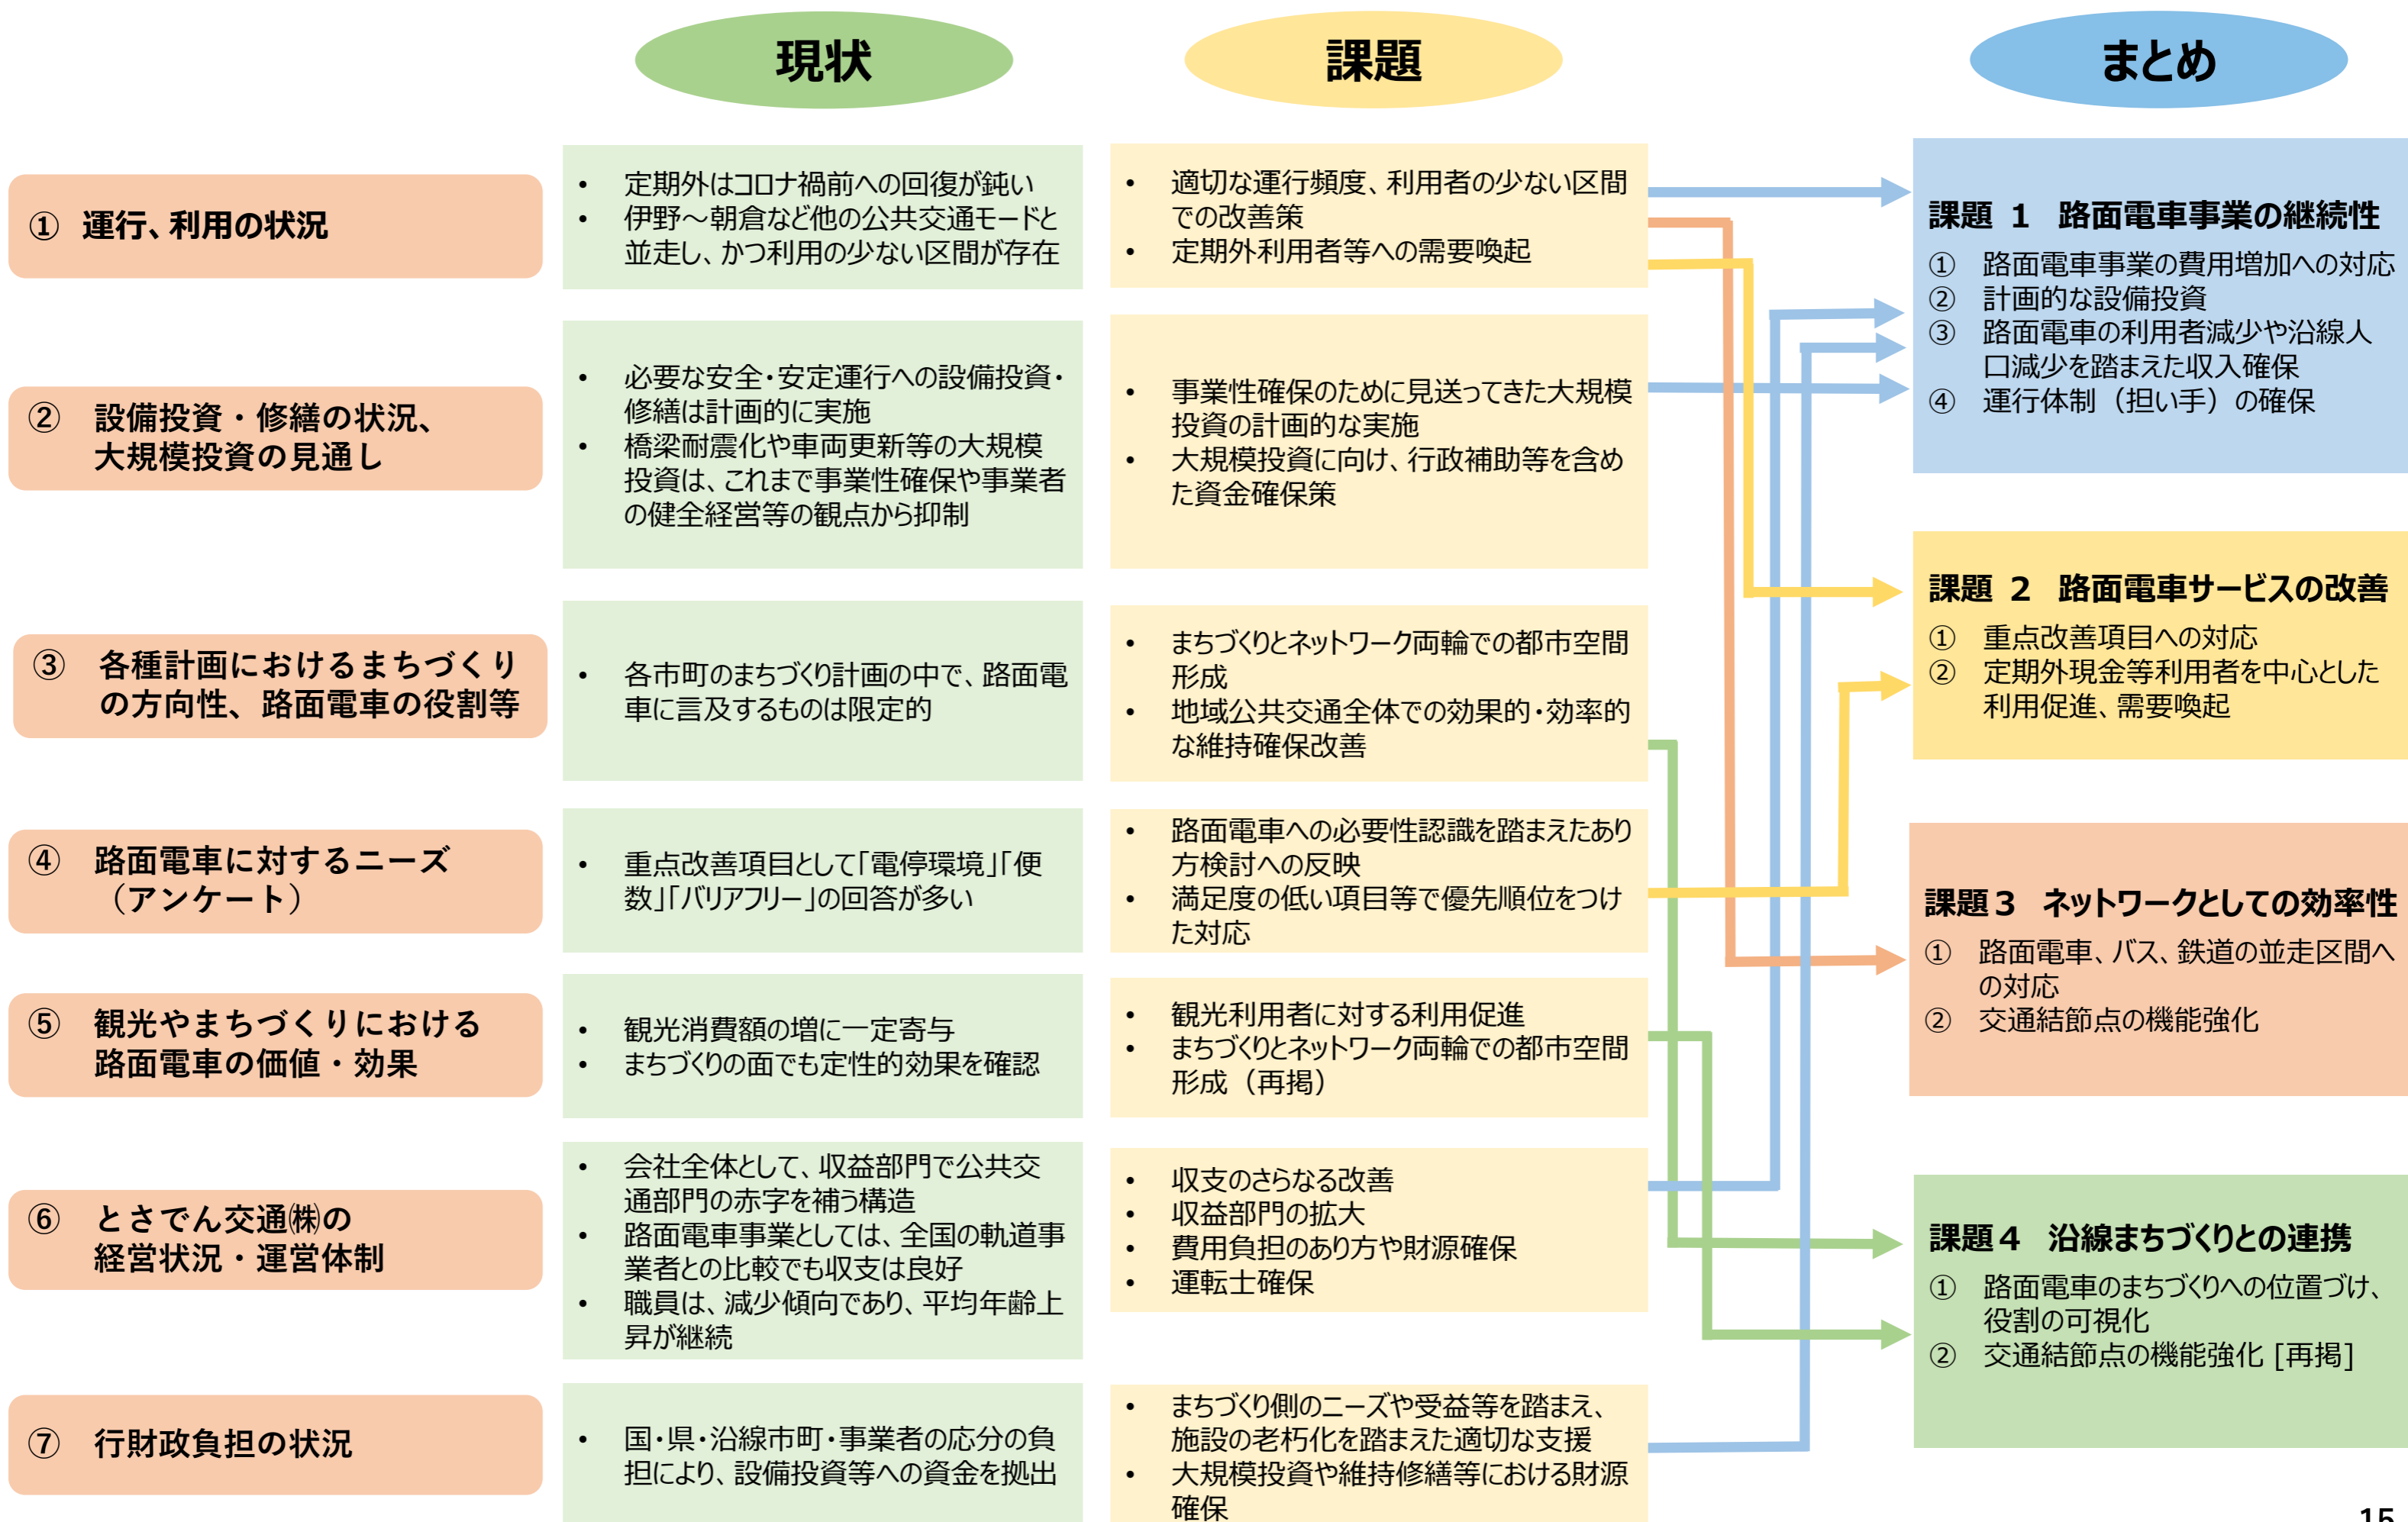 現状
課題
まとめ
① 運行、利用の状況
• 定期外はコロナ禍前への回復が鈍い
• 伊野～朝倉など他の公共交通モードと
並走し、かつ利用の少ない区間が存在
• 適切な運行頻度、利用者の少ない区間
での改善策
• 定期外利用者等への需要喚起
② 設備投資・修繕の状況、
大規模投資の見通し
• 必要な安全・安定運行への設備投資・
修繕は計画的に実施
• 橋梁耐震化や車両更新等の大規模
投資は、これまで事業性確保や事業者
の健全経営等の観点から抑制
• 事業性確保のために見送ってきた大規模
投資の計画的な実施
• 大規模投資に向け、行政補助等を含め
た資金確保策
③ 各種計画におけるまちづくり
の方向性、路面電車の役割等
• 各市町のまちづくり計画の中で、路面電
車に言及するものは限定的
• まちづくりとネットワーク両輪での都市空間
形成
• 地域公共交通全体での効果的・効率的
な維持確保改善
④ 路面電車に対するニーズ
（アンケート）
• 重点改善項目として「電停環境」「便
数」「バリアフリー」の回答が多い
• 路面電車への必要性認識を踏まえたあり
方検討への反映
• 満足度の低い項目等で優先順位をつけ
た対応
⑤ 観光やまちづくりにおける
路面電車の価値・効果
• 観光消費額の増に一定寄与
• まちづくりの面でも定性的効果を確認
• 観光利用者に対する利用促進
• まちづくりとネットワーク両輪での都市空間
形成（再掲）
⑥ とさでん交通㈱の
経営状況・運営体制
• 会社全体として、収益部門で公共交
通部門の赤字を補う構造
• 路面電車事業としては、全国の軌道事
業者との比較でも収支は良好
• 職員は、減少傾向であり、平均年齢上
昇が継続
• 収支のさらなる改善
• 収益部門の拡大
• 費用負担のあり方や財源確保
• 運転士確保
⑦ 行財政負担の状況
• 国・県・沿線市町・事業者の応分の負
担により、設備投資等への資金を拠出
• まちづくり側のニーズや受益等を踏まえ、
施設の老朽化を踏まえた適切な支援
• 大規模投資や維持修繕等における財源
確保
課題 1 路面電車事業の継続性
① 路面電車事業の費用増加への対応
② 計画的な設備投資
③ 路面電車の利用者減少や沿線人
口減少を踏まえた収入確保
④ 運行体制（担い手）の確保
課題 2 路面電車サービスの改善
① 重点改善項目への対応
② 定期外現金等利用者を中心とした
利用促進、需要喚起
課題3 ネットワークとしての効率性
① 路面電車、バス、鉄道の並走区間へ
の対応
② 交通結節点の機能強化
課題4 沿線まちづくりとの連携
① 路面電車のまちづくりへの位置づけ、
役割の可視化
② 交通結節点の機能強化 [再掲]
15